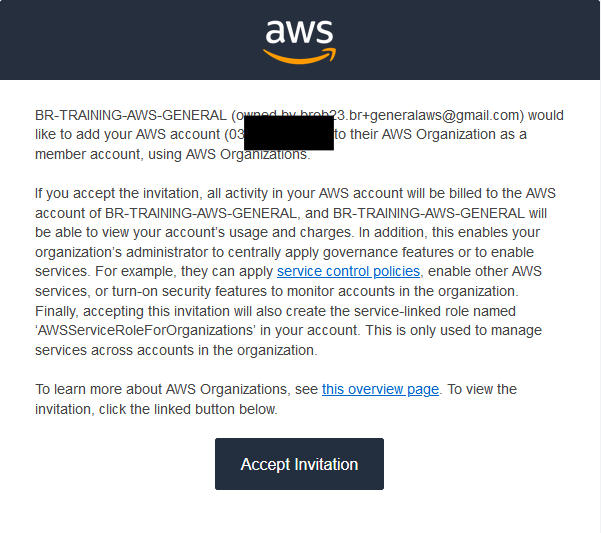 aws
BR-TRAINING-AWS-GENERAL (owned by brob23.br+generalaws@gmail.com) would
like to add your AWS account (03 to their AWS Organization as a
member account, using AWS Organizations.
If you accept the invitation, all activity in your AWS account will be billed to the AWS
account of BR-TRAINING-AWS-GENERAL, and BR-TRAINING-AWS-GENERAL will
be able to view your account’s usage and charges. In addition, this enables your
organization’s administrator to centrally apply governance features or to enable
services. For example, they can apply service control policies, enable other AWS
services, or turn-on security features to monitor accounts in the organization.
Finally, accepting this invitation will also create the service-linked role named
‘AWSServiceRoleForOrganizations’ in your account. This is only used to manage
services across accounts in the organization.
To learn more about AWS Organizations, see this overview page. To view the
invitation, click the linked button below.
Accept Invitation